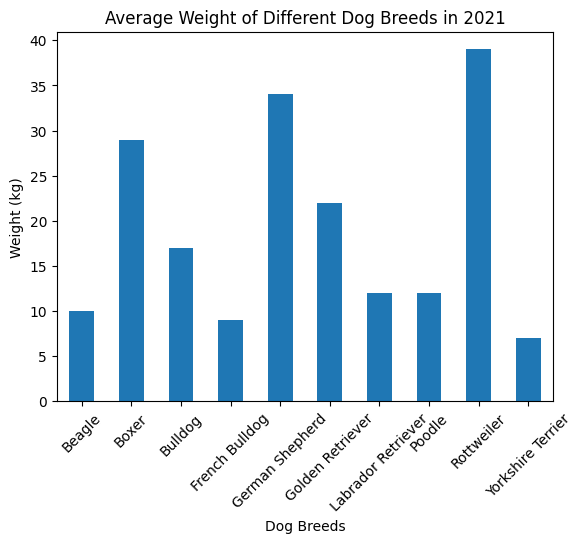 Average Weight of Different Dog Breeds in 2021
40
35
30
25
20
15
10
5
0
Weight (kg)
Beagle
Boxer
Bulldog
French Bulldog
German Shepherd
Golden Retriever
Labrador Retriever
Poodle
Rottweiler
Yorkshire Terrier
Dog Breeds